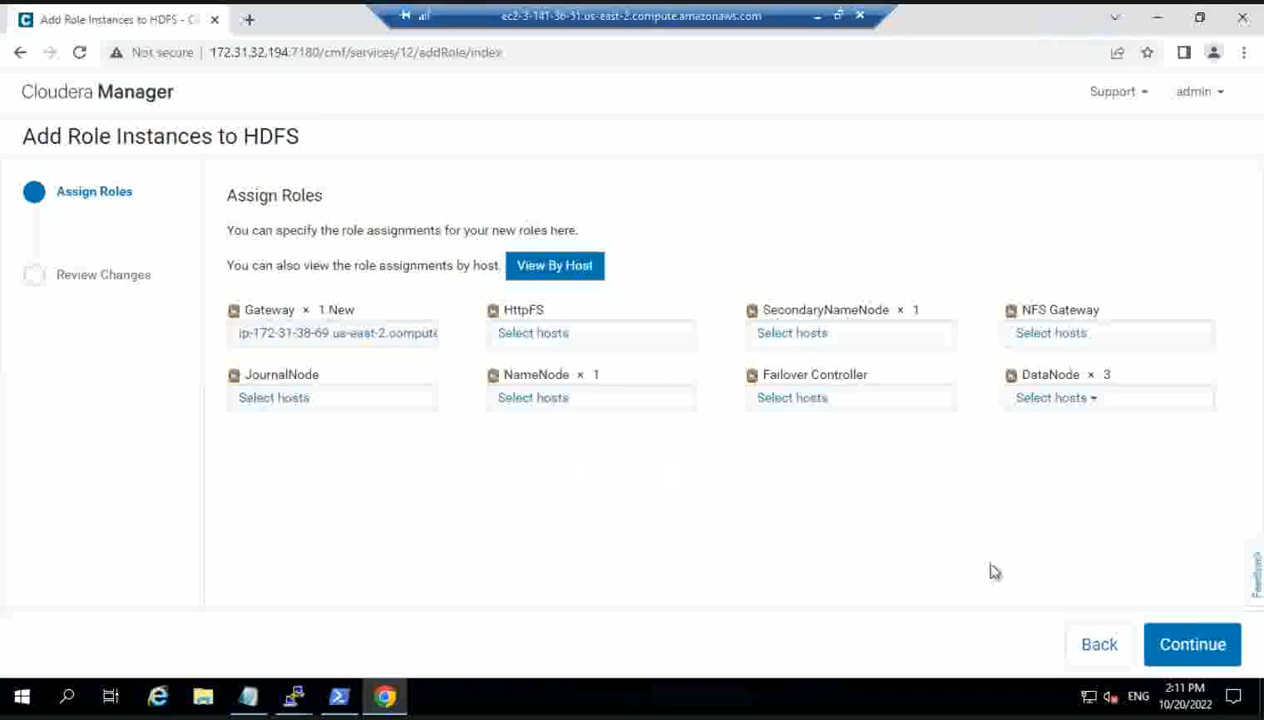 Add Role Instances to HDFS - C
ec2-3-141-36-51.us-east-2.compute.amazonaws.com
Not secure 172.31.32.194:7180/cmf/services/12/addRole/index
Cloudera Manager
Support
admin
Add Role Instances to HDFS
Assign Roles
Review Changes
Assign Roles
You can specify the role assignments for your new roles here.
You can also view the role assignments by host. View By Host
Gateway × 1 New
ip-172-31-38-69.us-east-2.compute
HttpFS
Select hosts
SecondaryNameNode × 1
Select hosts
NFS Gateway
Select hosts
JournalNode
Select hosts
NameNode × 1
Select hosts
Failover Controller
Select hosts
DataNode × 3
Select hosts
Feedback
Back
Continue
ENG
2:11 PM
10/20/2022